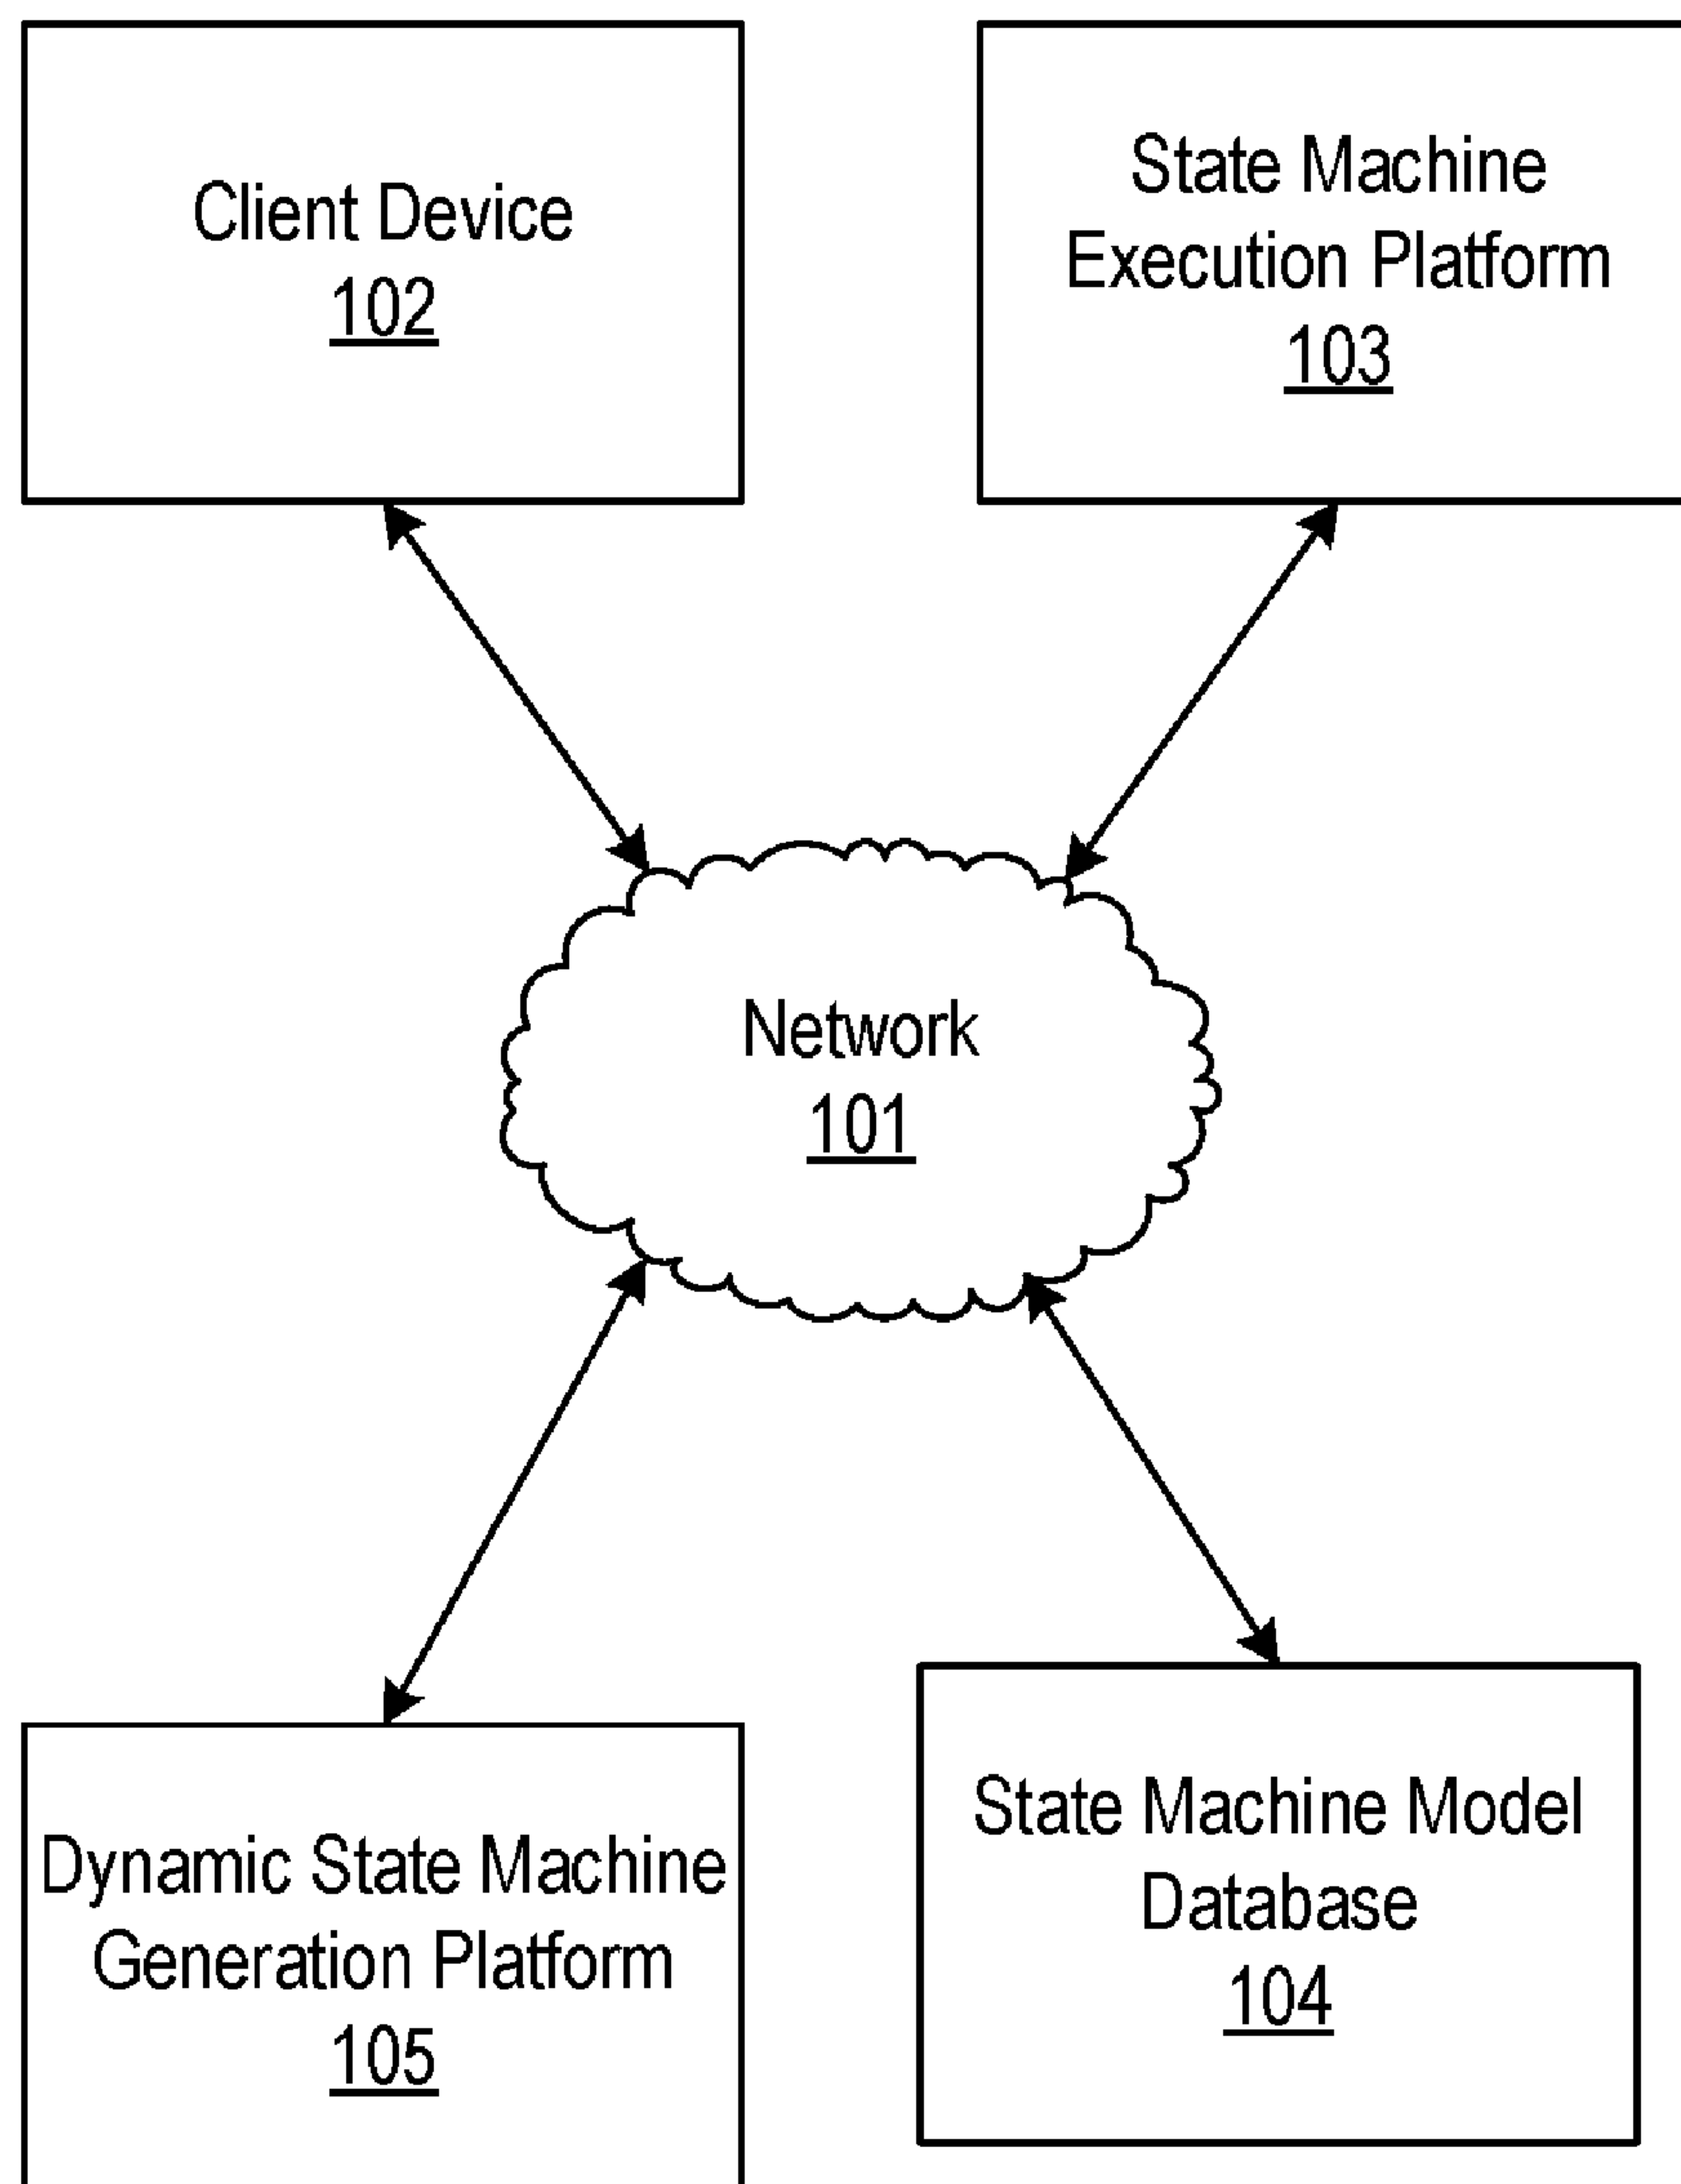 Client Device
102
State Machine
Execution Platform
103
Network
101
Dynamic State Machine
Generation Platform
105
State Machine Model
Database
104